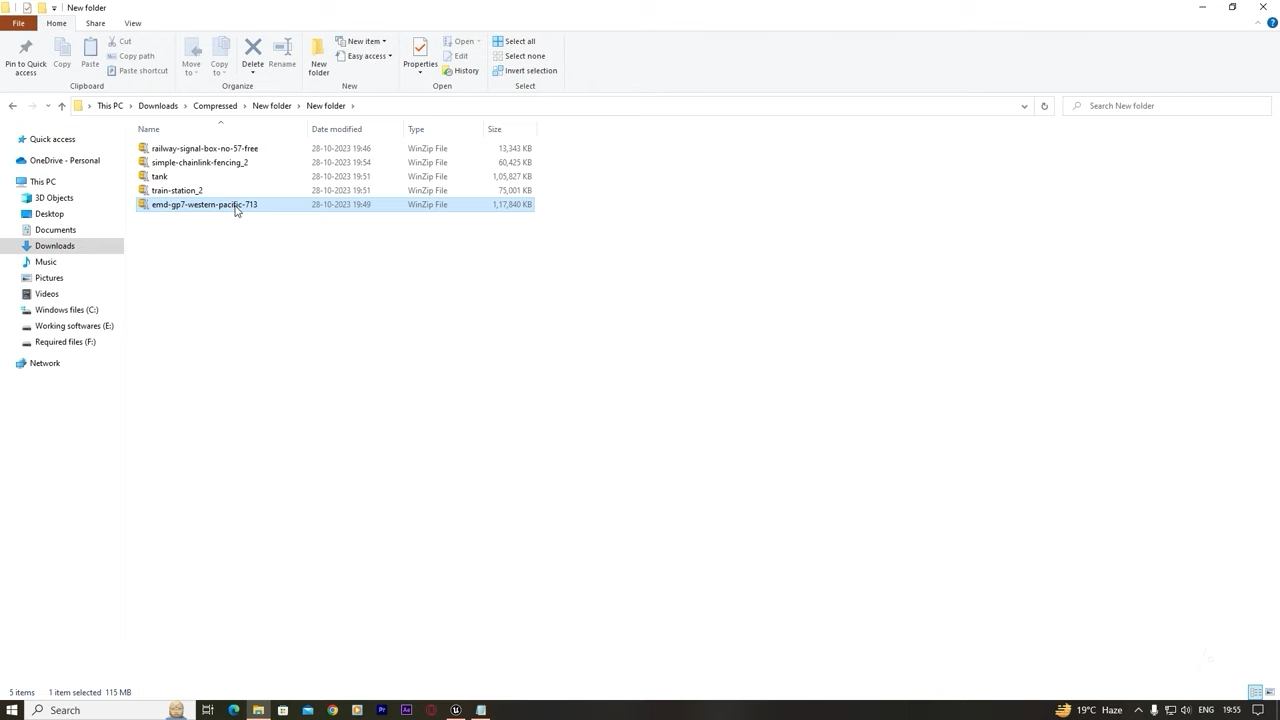 New folder
File Home Share View
Pin to Quick access
Copy
Paste
Cut
Copy path
Paste shortcut
Clipboard
Move to
Copy to
Delete
Rename
Organize
New folder
New item
Easy access
New
Properties
Open
Edit
History
Open
Select all
Select none
Invert selection
Select
This PC Downloads Compressed New folder New folder
Search New folder
Name Date modified Type Size
railway-signal-box-no-57-free 28-10-2023 19:46 WinZip File 13,343 KB
simple-chainlink-fencing_2 28-10-2023 19:54 WinZip File 60,425 KB
tank 28-10-2023 19:51 WinZip File 1,05,827 KB
train-station_2 28-10-2023 19:51 WinZip File 75,001 KB
emd-gp7-western-pacific-713 28-10-2023 19:49 WinZip File 1,17,840 KB
Quick access
OneDrive - Personal
This PC
3D Objects
Desktop
Documents
Downloads
Music
Pictures
Videos
Windows files (C:)
Working softwares (E:)
Required files (F:)
Network
5 items 1 item selected 115 MB
Search
19°C Haze ENG 19:55